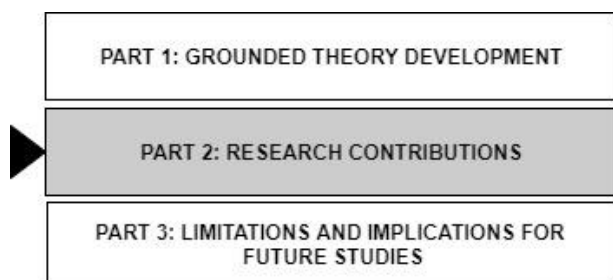 PART 1: GROUNDED THEORY DEVELOPMENT
PART 2: RESEARCH CONTRIBUTIONS
PART 3: LIMITATIONS AND IMPLICATIONS FOR
FUTURE STUDIES